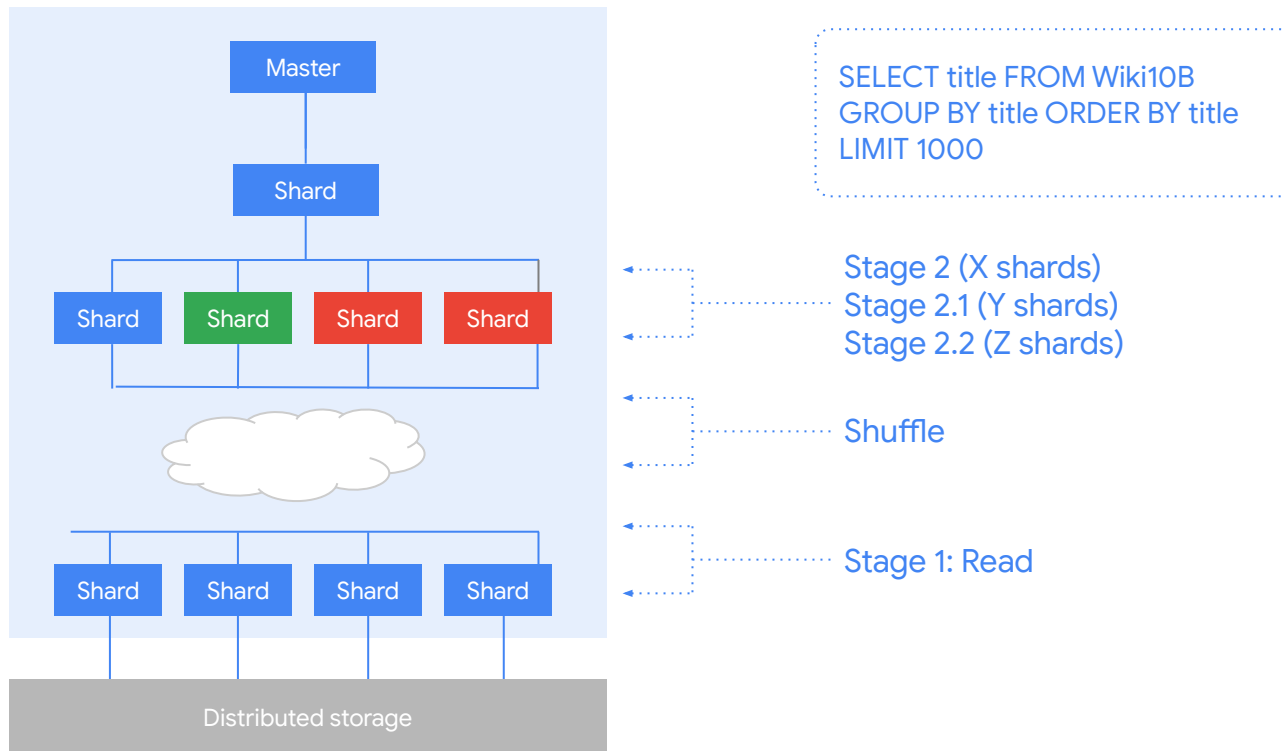 Master
SELECT title FROM Wiki10B
GROUP BY title ORDER BY title
LIMIT 1000
Shard
Stage 2 (X shards)
Stage 2.1 (Y shards)
Stage 2.2 (Z shards)
Shard Shard Shard Shard
Shuffle
Stage 1: Read
Shard Shard Shard Shard
Distributed storage